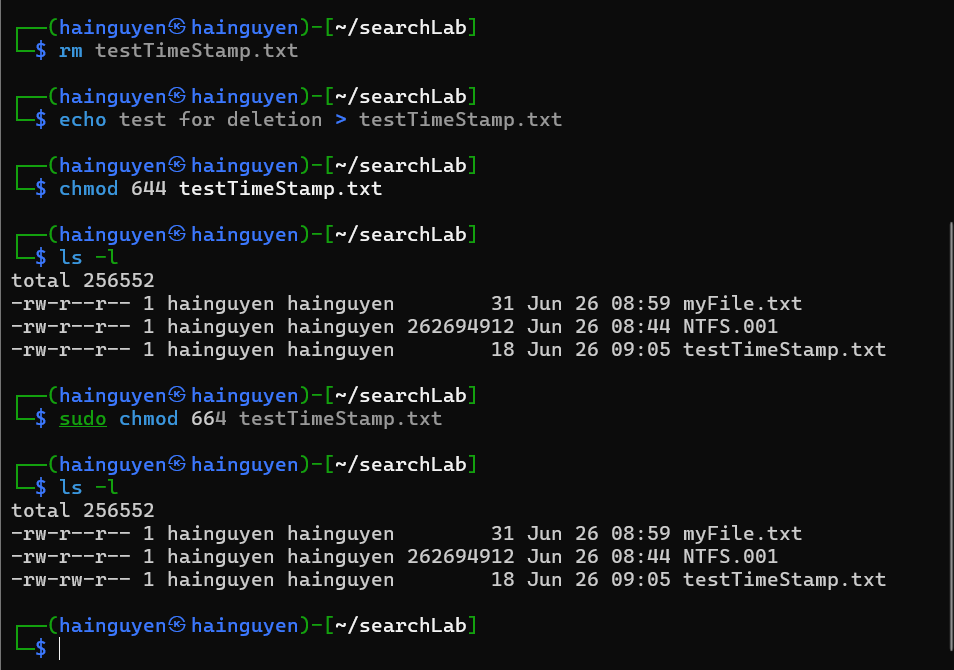 ┌──(hainguyen㉿hainguyen)-[~/searchLab]
└─$ rm testTimeStamp.txt
┌──(hainguyen㉿hainguyen)-[~/searchLab]
└─$ echo test for deletion > testTimeStamp.txt
┌──(hainguyen㉿hainguyen)-[~/searchLab]
└─$ chmod 644 testTimeStamp.txt
┌──(hainguyen㉿hainguyen)-[~/searchLab]
└─$ ls -l
total 256552
-rw-r--r-- 1 hainguyen hainguyen        31 Jun 26 08:59 myFile.txt
-rw-r--r-- 1 hainguyen hainguyen 262694912 Jun 26 08:44 NTFS.001
-rw-r--r-- 1 hainguyen hainguyen        18 Jun 26 09:05 testTimeStamp.txt
┌──(hainguyen㉿hainguyen)-[~/searchLab]
└─$ sudo chmod 664 testTimeStamp.txt
┌──(hainguyen㉿hainguyen)-[~/searchLab]
└─$ ls -l
total 256552
-rw-r--r-- 1 hainguyen hainguyen        31 Jun 26 08:59 myFile.txt
-rw-r--r-- 1 hainguyen hainguyen 262694912 Jun 26 08:44 NTFS.001
-rw-rw-r-- 1 hainguyen hainguyen        18 Jun 26 09:05 testTimeStamp.txt
┌──(hainguyen㉿hainguyen)-[~/searchLab]
└─$